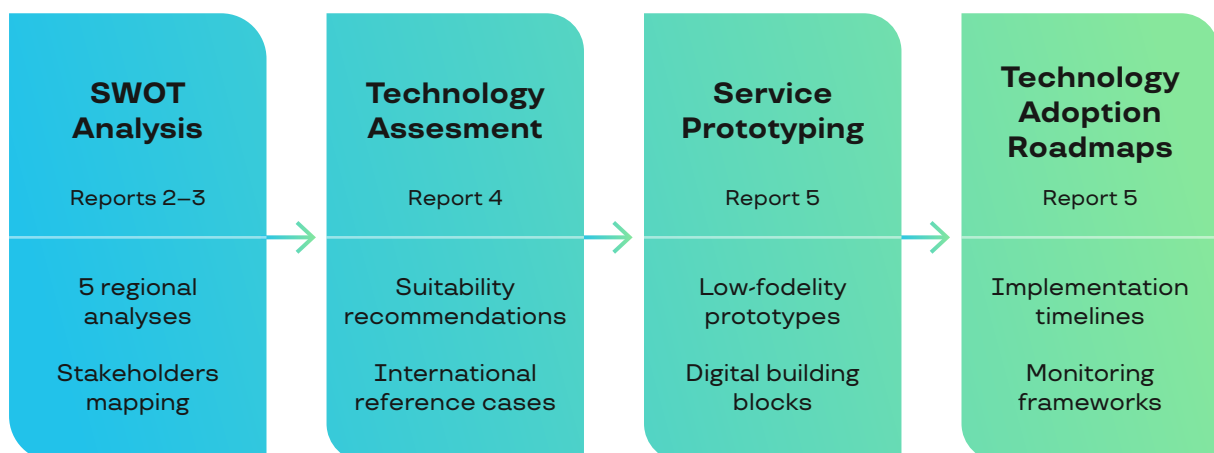 SWOT
Analysis
Reports 2–3
5 regional
analyses
Stakeholders
mapping
Technology
Assesment
Report 4
Suitability
recommendations
International
reference cases
Service
Prototyping
Report 5
Low-fodelity
prototypes
Digital building
blocks
Technology
Adoption
Roadmaps
Report 5
Implementation
timelines
Monitoring
frameworks